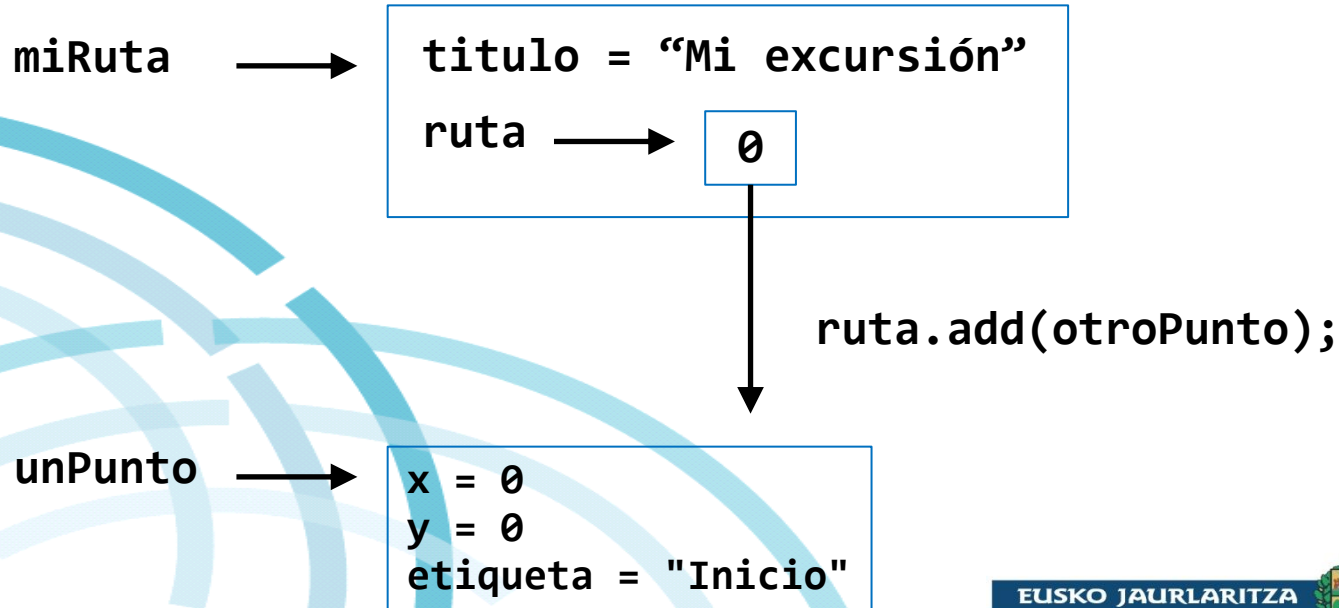 miRuta
titulo = “Mi excursión”
ruta
0
ruta.add(otroPunto);
unPunto
x = 0
y = 0
etiqueta = "Inicio"
EUSKO JAURLARITZA